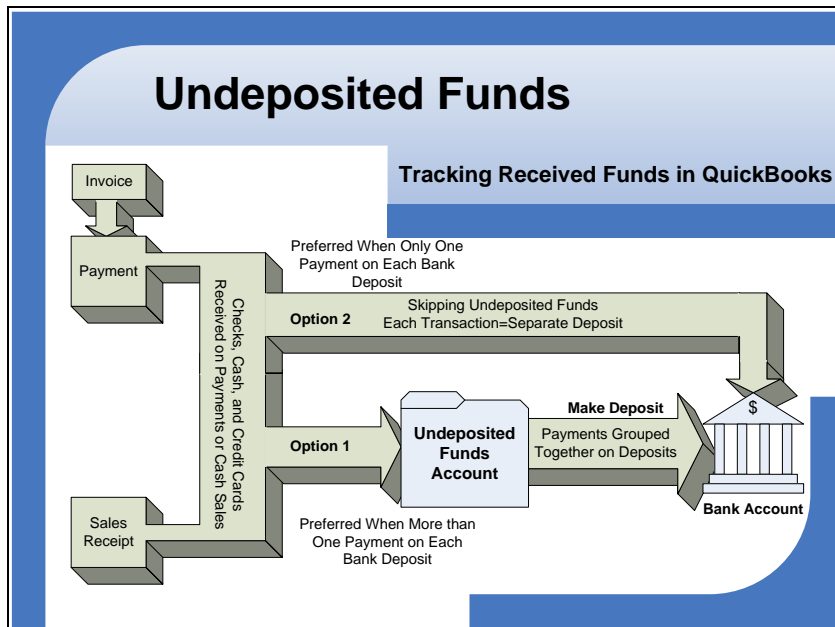 Undeposited Funds
Tracking Received Funds in QuickBooks
Invoice
Payment
Preferred When Only One
Payment on Each Bank
Deposit
Checks, Cash, and Credit Cards
Received on Payments or Cash Sales
Option 2
Skipping Undeposited Funds
Each Transaction=Separate Deposit
$
Option 1
Undeposited
Funds
Account
Make Deposit
Payments Grouped
Together on Deposits
Bank Account
Sales
Receipt
Preferred When More than
One Payment on Each
Bank Deposit